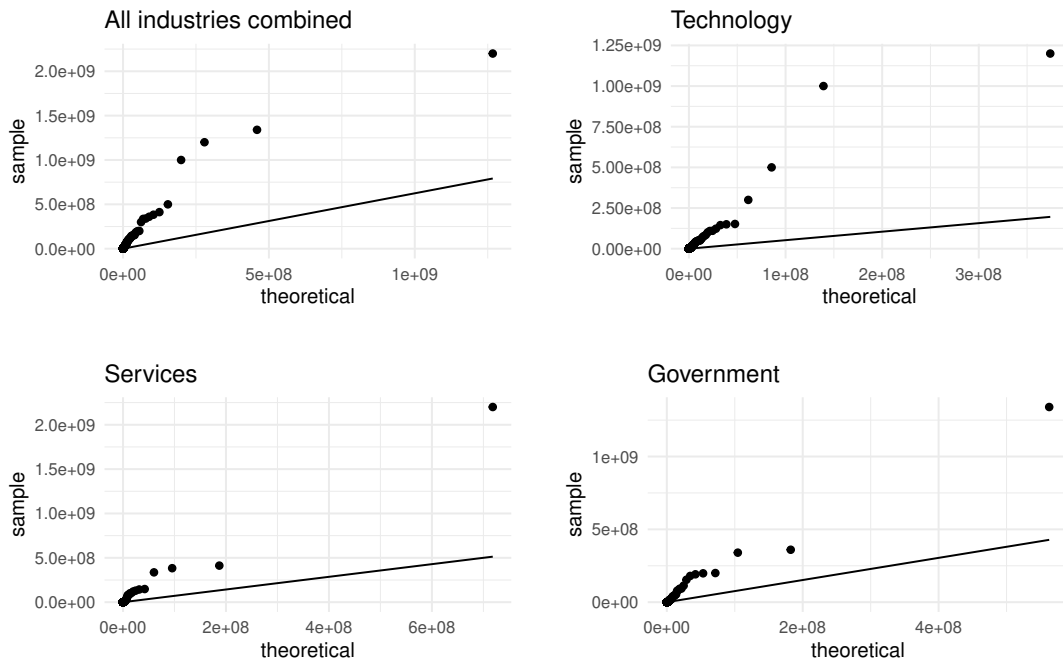 All industries combined
2.0e+09
1.5e+09
1.0e+09
5.0e+08
0.0e+00
sample
0e+00 5e+08 1e+09
theoretical
Technology
1.25e+09
1.00e+09
7.50e+08
5.00e+08
2.50e+08
0.00e+00
sample
0e+00 1e+08 2e+08 3e+08
theoretical
Services
2.0e+09
1.5e+09
1.0e+09
5.0e+08
0.0e+00
sample
0e+00 2e+08 4e+08 6e+08
theoretical
Government
1e+09
5e+08
0e+00
sample
0e+00 2e+08 4e+08
theoretical